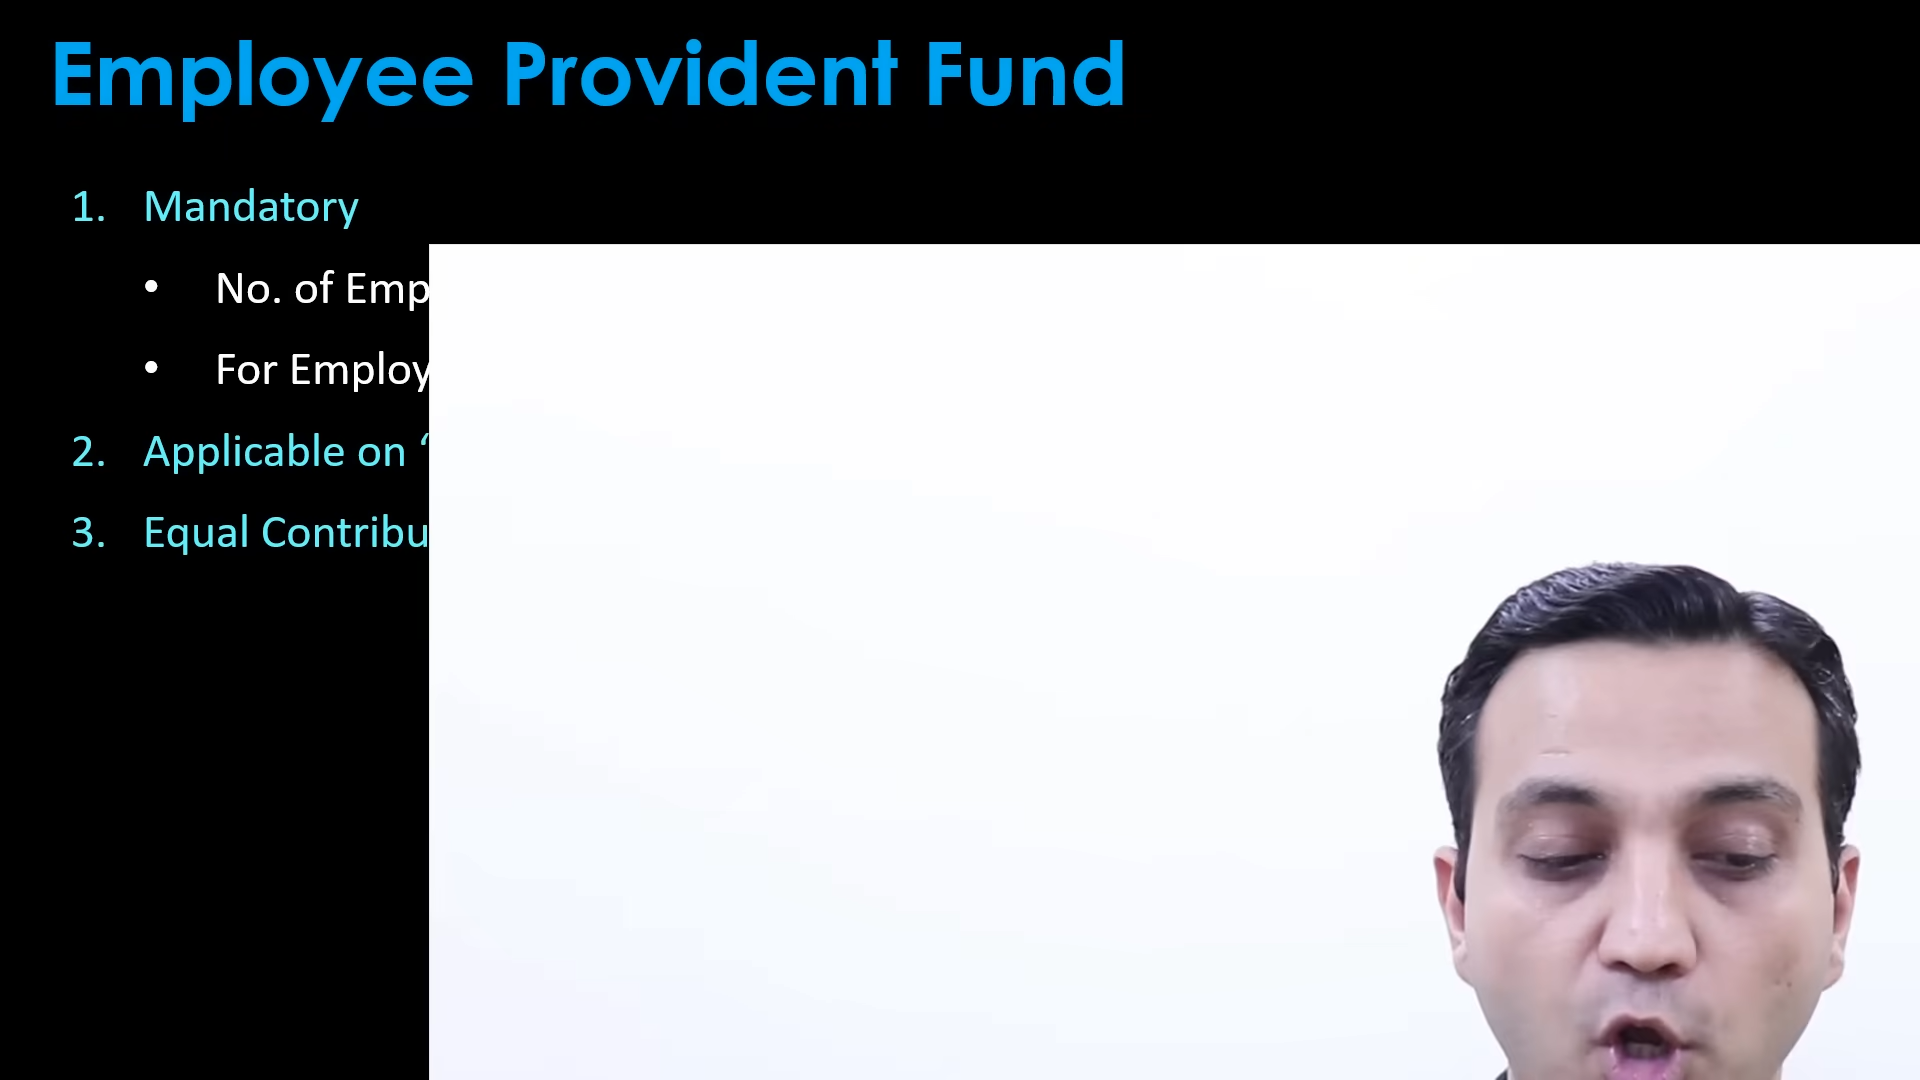 Employee Provident Fund
1. Mandatory
• No. of Emp
• For Employ
2. Applicable on ‘
3. Equal Contribu